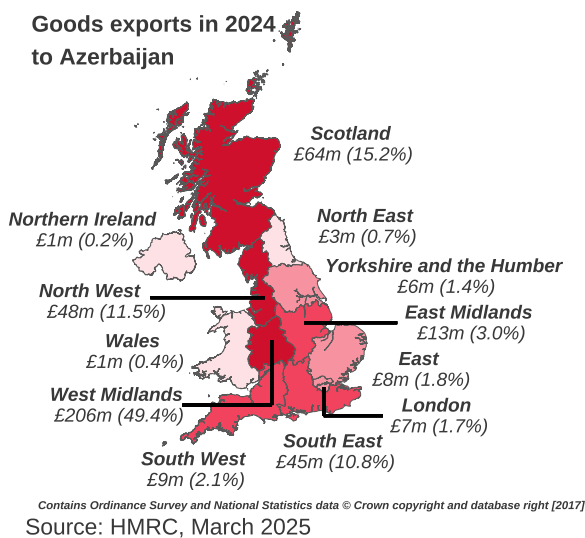 Goods exports in 2024
to Azerbaijan
Scotland
£64m (15.2%)
Northern Ireland
£1m (0.2%)
North East
£3m (0.7%)
Yorkshire and the Humber
£6m (1.4%)
North West
£48m (11.5%)
East Midlands
£13m (3.0%)
Wales
£1m (0.4%)
East
£8m (1.8%)
West Midlands
£206m (49.4%)
London
£7m (1.7%)
South East
£45m (10.8%)
South West
£9m (2.1%)
Contains Ordinance Survey and National Statistics data © Crown copyright and database right [2017]
Source: HMRC, March 2025